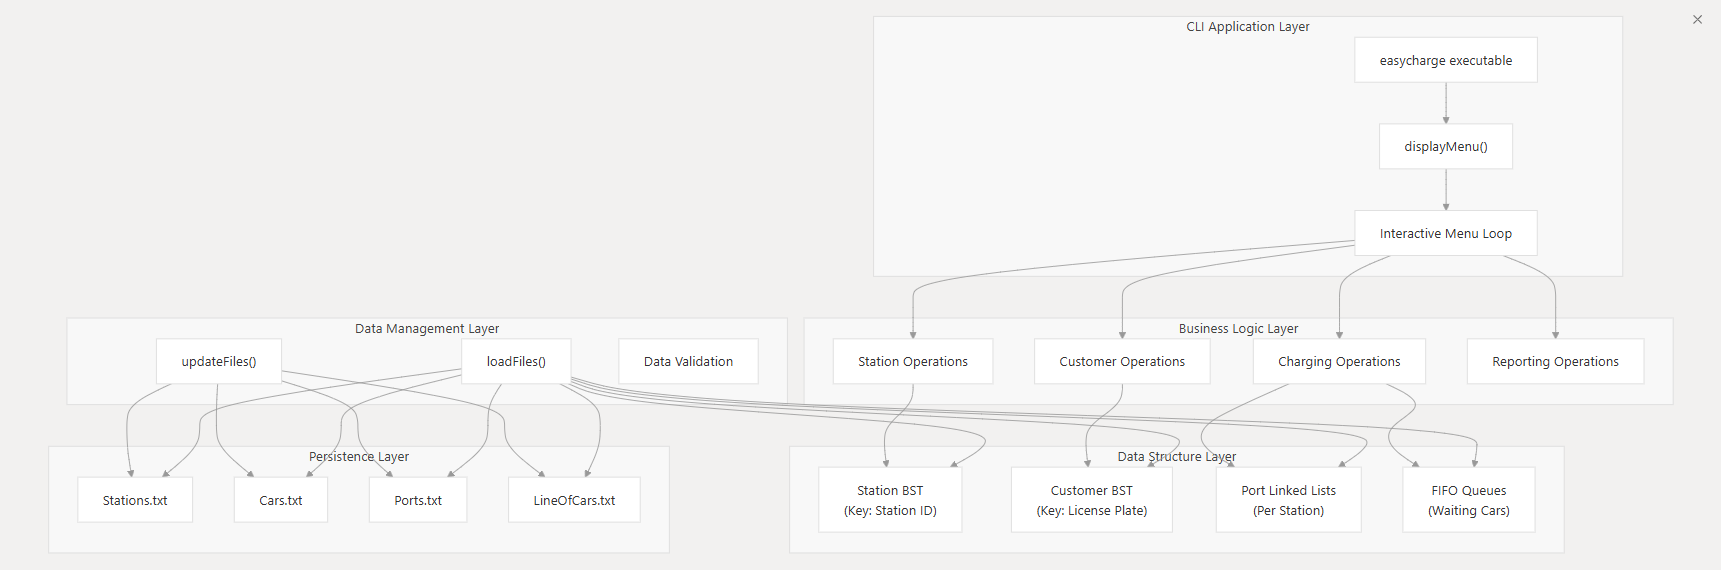 CLI Application Layer
easycharge executable
displayMenu()
Interactive Menu Loop
Data Management Layer
updateFiles()
loadFiles()
Data Validation
Business Logic Layer
Station Operations
Customer Operations
Charging Operations
Reporting Operations
Persistence Layer
Stations.txt
Cars.txt
Ports.txt
LineOfCars.txt
Data Structure Layer
Station BST
(Key: Station ID)
Customer BST
(Key: License Plate)
Port Linked Lists
(Per Station)
FIFO Queues
(Waiting Cars)